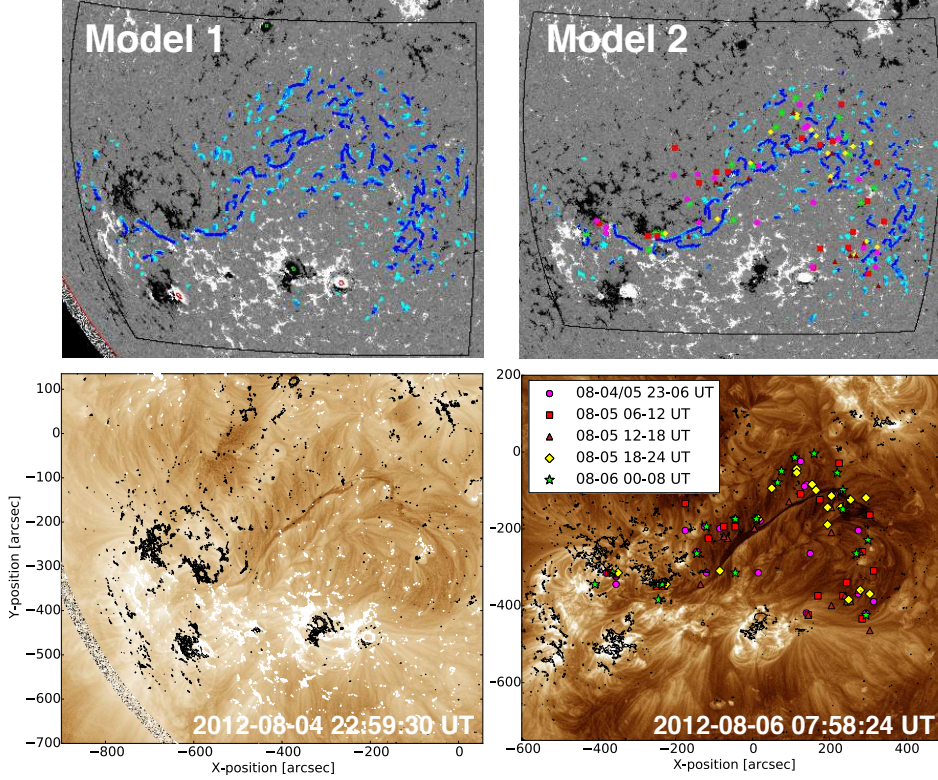 Model 1
Model 2
100
0
−100
−200
−300
−400
−500
−600
−700
Y-position [arcsec]
2012-08-04 22:59:30 UT
−800
−600
−400
−200
0
X-position [arcsec]
200
0
−200
−400
−600
08-04/05 23-06 UT
08-05 06-12 UT
08-05 12-18 UT
08-05 18-24 UT
08-06 00-08 UT
2012-08-06 07:58:24 UT
−600
−400
−200
0
200
400
X-position [arcsec]